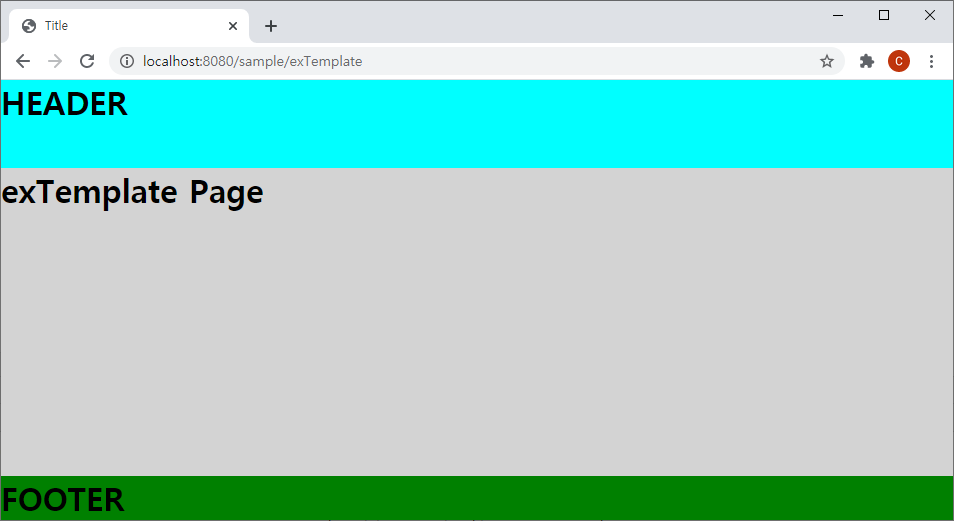 Title
localhost:8080/sample/exTemplate
C
HEADER
exTemplate Page
FOOTER